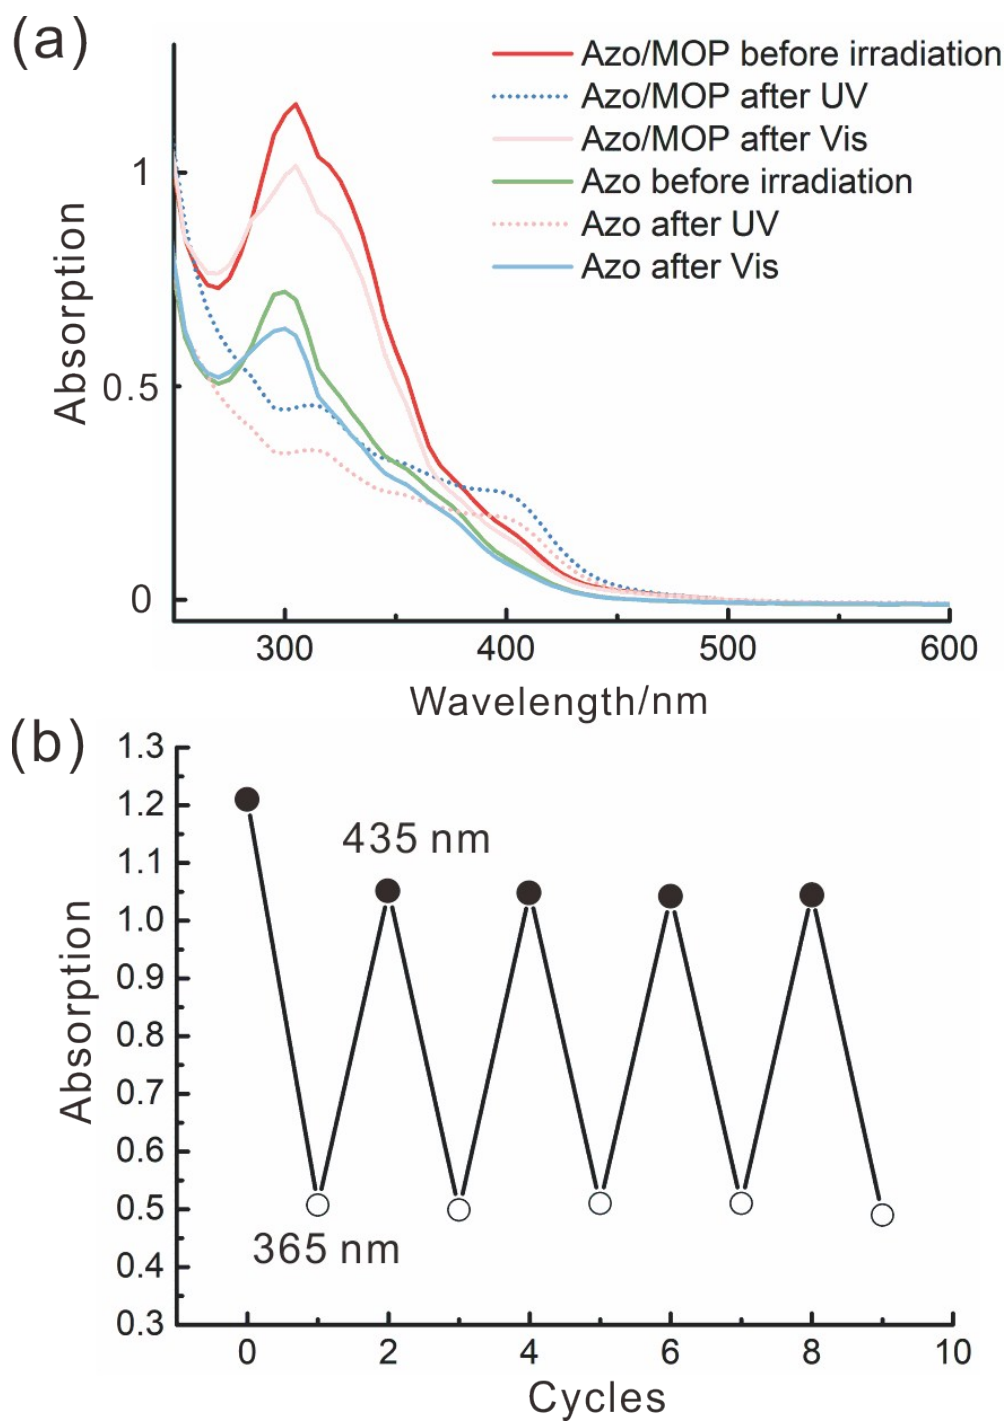 (a)
Azo/MOP before irradiation
Azo/MOP after UV
Azo/MOP after Vis
Azo before irradiation
Azo after UV
Azo after Vis
Absorption
1
0.5
0
300 400 500 600
Wavelength/nm
(b)
1.3
1.2
1.1
1.0
0.9
0.8
0.7
0.6
0.5
0.4
0.3
Absorption
435 nm
365 nm
0 2 4 6 8 10
Cycles